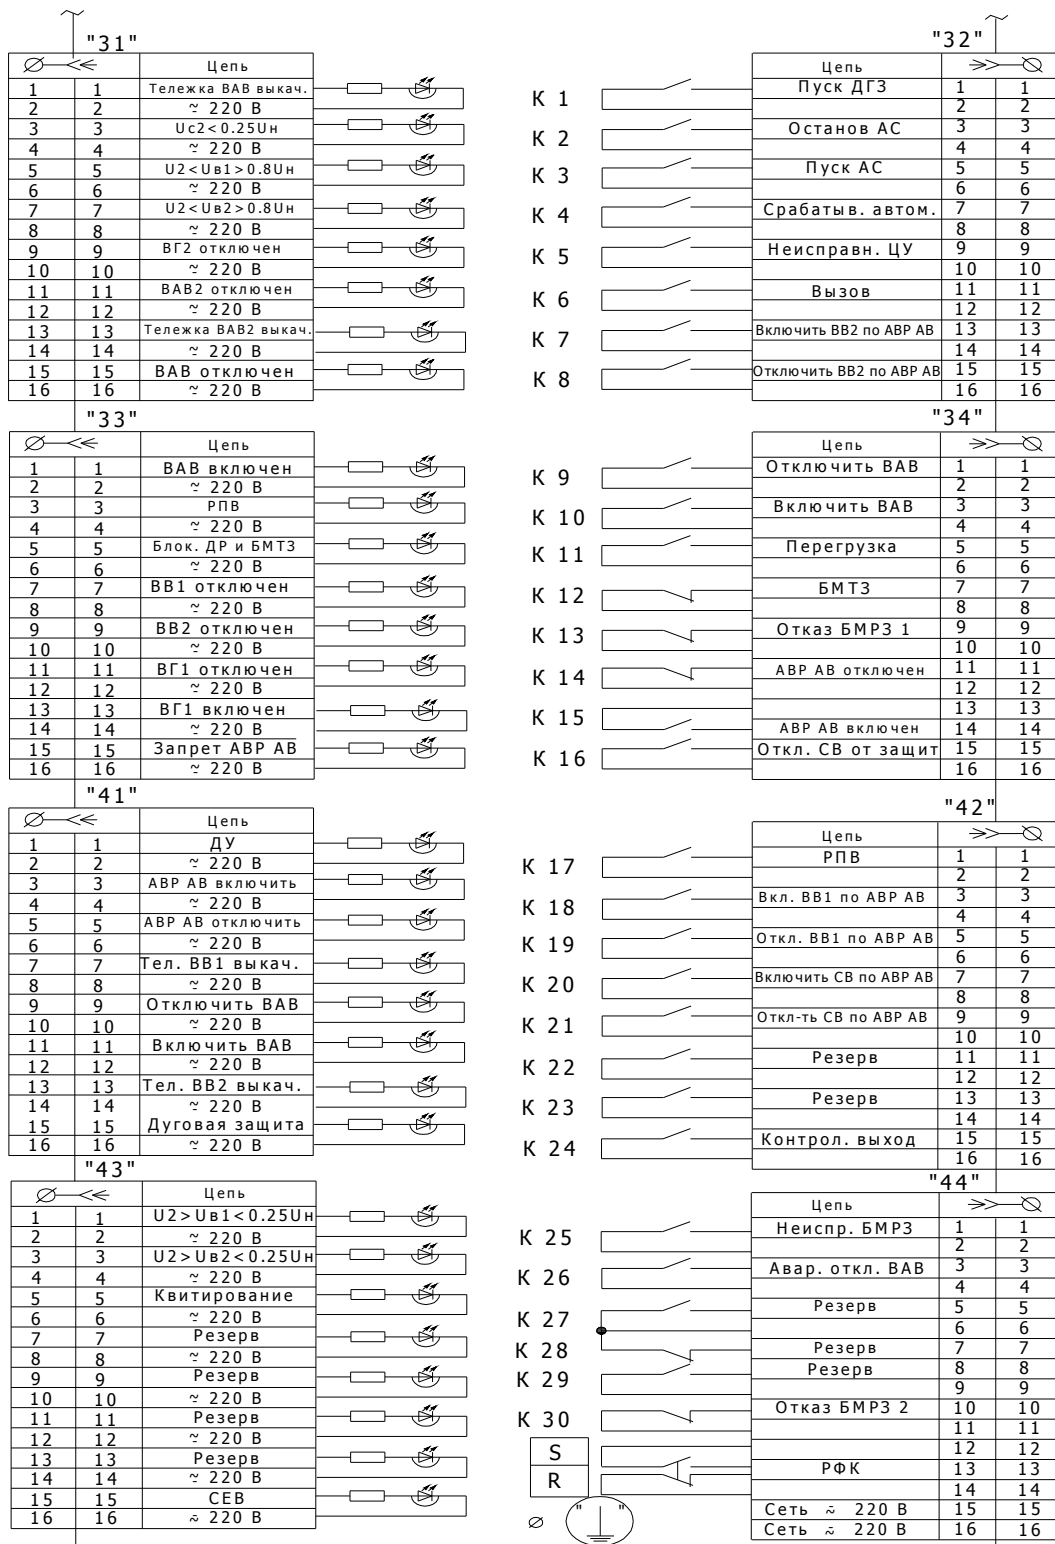 "31"
Цепь
1 1 Тележка ВАВ выкач.
2 2 ~ 220 В
3 3 Uс2<0.25Uн
4 4 ~ 220 В
5 5 U2<Uв1>0.8Uн
6 6 ~ 220 В
7 7 U2<Uв2>0.8Uн
8 8 ~ 220 В
9 9 ВГ2 отключен
10 10 ~ 220 В
11 11 ВАВ2 отключен
12 12 ~ 220 В
13 13 Тележка ВАВ2 выкач.
14 14 ~ 220 В
15 15 ВАВ отключен
16 16 ~ 220 В
"32"
Цепь
К 1 Пуск ДГЗ 1 1
2 2
К 2 Останов АС 3 3
4 4
К 3 Пуск АС 5 5
6 6
К 4 Срабатыв. автом. 7 7
8 8
К 5 Неисправн. ЦУ 9 9
10 10
К 6 Вызов 11 11
12 12
К 7 Включить ВВ2 по АВР АВ 13 13
14 14
К 8 Отключить ВВ2 по АВР АВ 15 15
16 16
"33"
Цепь
1 1 ВАВ включен
2 2 ~ 220 В
3 3 РПВ
4 4 ~ 220 В
5 5 Блок. ДР и БМТЗ
6 6 ~ 220 В
7 7 ВВ1 отключен
8 8 ~ 220 В
9 9 ВВ2 отключен
10 10 ~ 220 В
11 11 ВГ1 отключен
12 12 ~ 220 В
13 13 ВГ1 включен
14 14 ~ 220 В
15 15 Запрет АВР АВ
16 16 ~ 220 В
"34"
Цепь
К 9 Отключить ВАВ 1 1
2 2
К 10 Включить ВАВ 3 3
4 4
К 11 Перегрузка 5 5
6 6
К 12 БМТЗ 7 7
8 8
К 13 Отказ БМРЗ 1 9 9
10 10
К 14 АВР АВ отключен 11 11
12 12
К 15 13 13
АВР АВ включен 14 14
К 16 Откл. СВ от защит 15 15
16 16
"41"
Цепь
1 1 ДУ
2 2 ~ 220 В
3 3 АВР АВ включить
4 4 ~ 220 В
5 5 АВР АВ отключить
6 6 ~ 220 В
7 7 Тел. ВВ1 выкач.
8 8 ~ 220 В
9 9 Отключить ВАВ
10 10 ~ 220 В
11 11 Включить ВАВ
12 12 ~ 220 В
13 13 Тел. ВВ2 выкач.
14 14 ~ 220 В
15 15 Дуговая защита
16 16 ~ 220 В
"42"
Цепь
К 17 РПВ 1 1
2 2
К 18 Вкл. ВВ1 по АВР АВ 3 3
4 4
К 19 Откл. ВВ1 по АВР АВ 5 5
6 6
К 20 Включить СВ по АВР АВ 7 7
8 8
К 21 Откл-ть СВ по АВР АВ 9 9
10 10
К 22 Резерв 11 11
12 12
К 23 Резерв 13 13
14 14
К 24 Контрол. выход 15 15
16 16
"43"
Цепь
1 1 U2>Uв1<0.25Uн
2 2 ~ 220 В
3 3 U2>Uв2<0.25Uн
4 4 ~ 220 В
5 5 Квитирование
6 6 ~ 220 В
7 7 Резерв
8 8 ~ 220 В
9 9 Резерв
10 10 ~ 220 В
11 11 Резерв
12 12 ~ 220 В
13 13 Резерв
14 14 ~ 220 В
15 15 СЕВ
16 16 ~ 220 В
"44"
Цепь
К 25 Неиспр. БМРЗ 1 1
2 2
К 26 Авар. откл. ВАВ 3 3
4 4
К 27 Резерв 5 5
6 6
К 28 Резерв 7 7
К 29 Резерв 8 8
9 9
К 30 Отказ БМРЗ 2 10 10
11 11
S 12 12
R РФК 13 13
14 14
Сеть ~ 220 В 15 15
Сеть ~ 220 В 16 16
" "